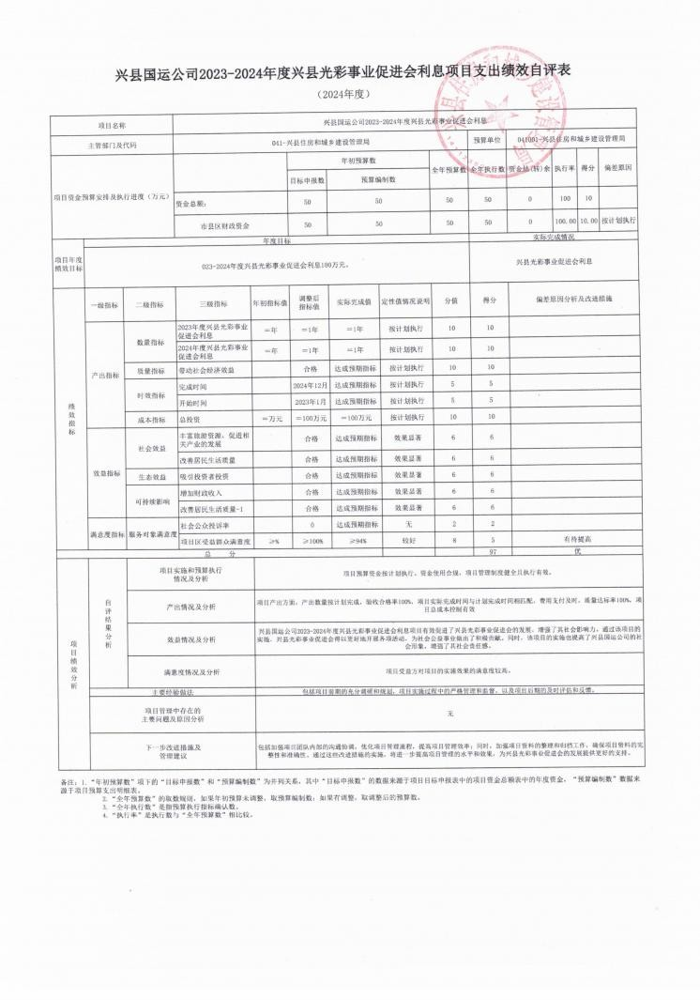 兴县国运公司2023-2024年度兴县光彩事业促进会利息项目支出绩效自评表
（2024年度）
项目名称 兴县国运公司2023-2024年度兴县光彩事业促进会利息
主管部门及代码 041-兴县住房和城乡建设管理局 预算单位 041001-兴县住房和城乡建设管理局
项目资金预算安排及执行进度（万元） 年初预算数 全年预算数 全年执行数 资金结(转)余 执行率 得分 偏差原因
目标申报数 预算编制数
资金总额： 50 50 50 50 0 100 10
市县区财政资金 50 50 50 50 0 100.00 10.00 按计划执行
项目年度绩效目标 年度目标 实际完成情况
023-2024年度兴县光彩事业促进会利息100万元。 兴县光彩事业促进会利息
绩效指标 一级指标 二级指标 三级指标 年初指标值 调整后指标值 实际完成值 定性值情况说明 分值 得分 偏差原因分析及改进措施
产出指标 数量指标 2023年度兴县光彩事业促进会利息 =年 =1年 =1年 按计划执行 10 10
2024年度兴县光彩事业促进会利息 =年 =1年 =1年 按计划执行 10 10
质量指标 带动社会经济效益 合格 达成预期指标 按计划执行 10 10
时效指标 完成时间 2024年12月 达成预期指标 按计划执行 5 5
开始时间 2023年1月 达成预期指标 按计划执行 5 5
成本指标 总投资 =万元 =100万元 =100万元 按计划执行 10 10
效益指标 社会效益 丰富旅游资源，促进相关产业的发展 合格 达成预期指标 效果显著 6 6
改善居民生活质量 合格 达成预期指标 效果显著 6 6
生态效益 吸引投资者投资 合格 达成预期指标 效果显著 6 6
可持续影响 增加财政收入 合格 达成预期指标 效果显著 6 6
改善居民生活质量-1 合格 达成预期指标 效果显著 6 6
满意度指标 服务对象满意度 社会公众投诉率 0 达成预期指标 无 2 2
项目区受益群众满意度 ≥% ≥100% ≥94% 较好 8 5 有待提高
总 分 97 优
项目绩效分析 自评结果分析 项目实施和预算执行情况及分析 项目预算资金按计划执行，资金使用合规，项目管理制度健全且执行有效。
产出情况及分析 项目产出方面，产出数量按计划完成，验收合格率100%，项目实际完成时间与计划完成时间相匹配，费用支付及时，质量达标率100%，项目总成本控制有效
效益情况及分析 兴县国运公司2023-2024年度兴县光彩事业促进会利息项目有效促进了兴县光彩事业促进会的发展，增强了其社会影响力，通过该项目的实施，兴县光彩事业促进会得以更好地开展各项活动，为社会公益事业做出了积极贡献。同时，该项目的实施也提高了兴县国运公司的社会形象，增强了其社会责任感。
满意度情况及分析 项目受益方对项目的实施效果的满意度较高。
主要经验做法 包括项目前期的充分调研和规划，项目实施过程中的严格管理和监督，以及项目后期的及时评估和反馈。
项目管理中存在的主要问题及原因分析 无
下一步改进措施及管理建议 包括加强项目团队内部的沟通协调，优化项目管理流程，提高项目管理效率；同时，加强项目资料的整理和归档工作，确保项目资料的完整性和准确性。通过这些改进措施的实施，将进一步提高项目管理的水平和效果，为兴县光彩事业促进会的发展提供更好的支持。
备注：1.“年初预算数”项下的“目标申报数”和“预算编制数”为并列关系，其中“目标申报数”的数据来源于项目目标申报表中的项目资金总额表中的年度资金，“预算编制数”数据来
源于项目预算支出明细表。
2.“全年预算数”的取数规则，如果年初预算未调整，取预算编制数；如果有调整，取调整后的预算数。
3.“全年执行数”是指预算执行指标确认数。
4.“执行率”是执行数与“全年预算数”相比较。